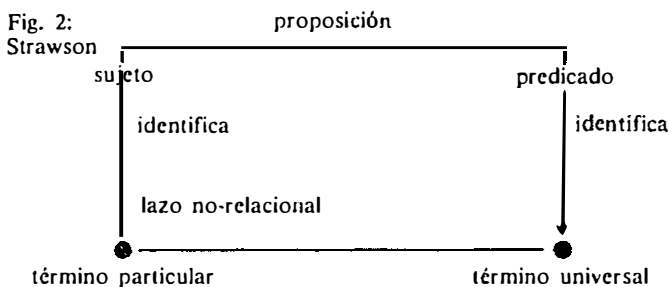 Fig. 2:
Strawson
proposición
sujeto
predicado
identifica
identifica
lazo no-relacional
término particular
término universal